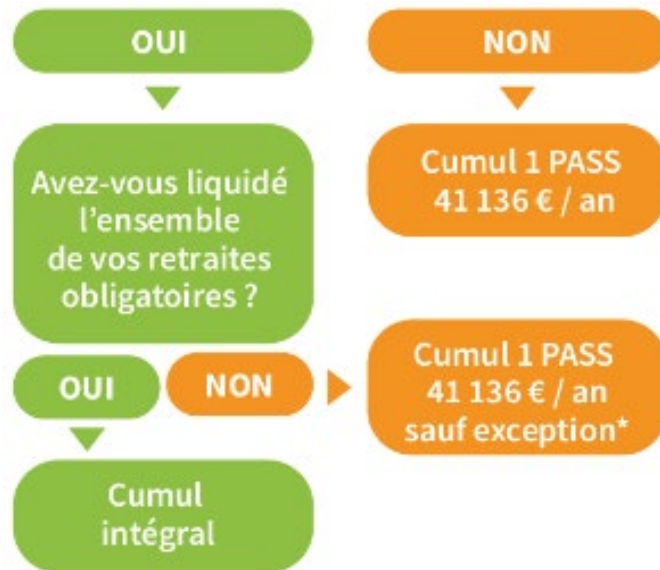 OUI
NON
Avez-vous liquidé
l'ensemble
de vos retraites
obligatoires ?
Cumul 1 PASS
41 136 € / an
OUI
NON
Cumul 1 PASS
41 136 € / an
sauf exception*
Cumul
intégral